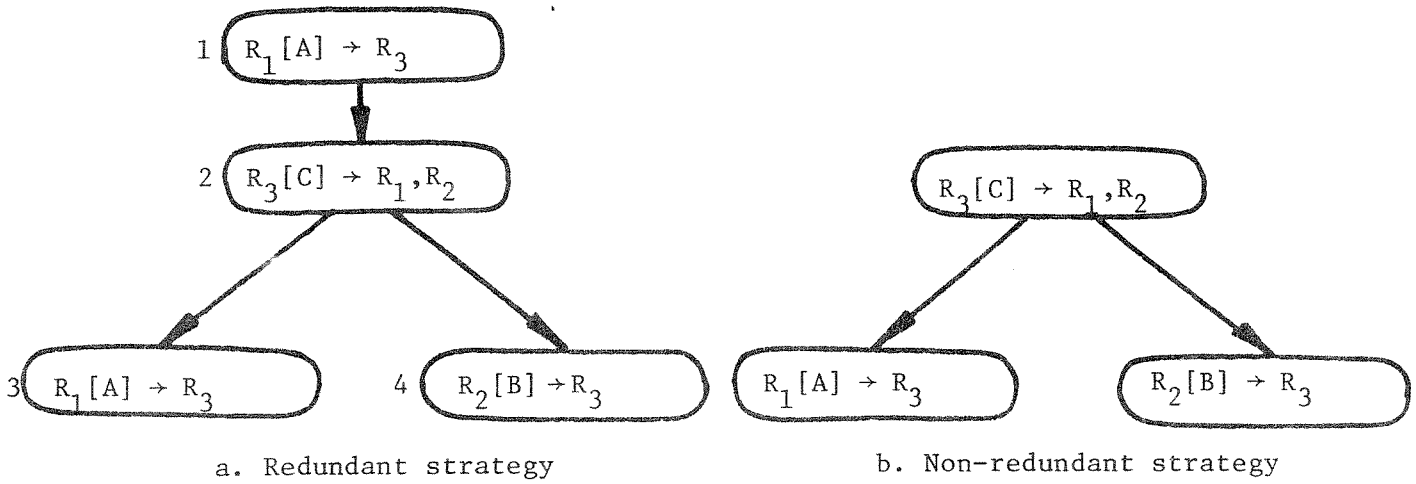 1 R₁[A] → R₃
2 R₃[C] → R₁,R₂
3 R₁[A] → R₃
4 R₂[B] → R₃
a. Redundant strategy
R₃[C] → R₁,R₂
R₁[A] → R₃
R₂[B] → R₃
b. Non-redundant strategy